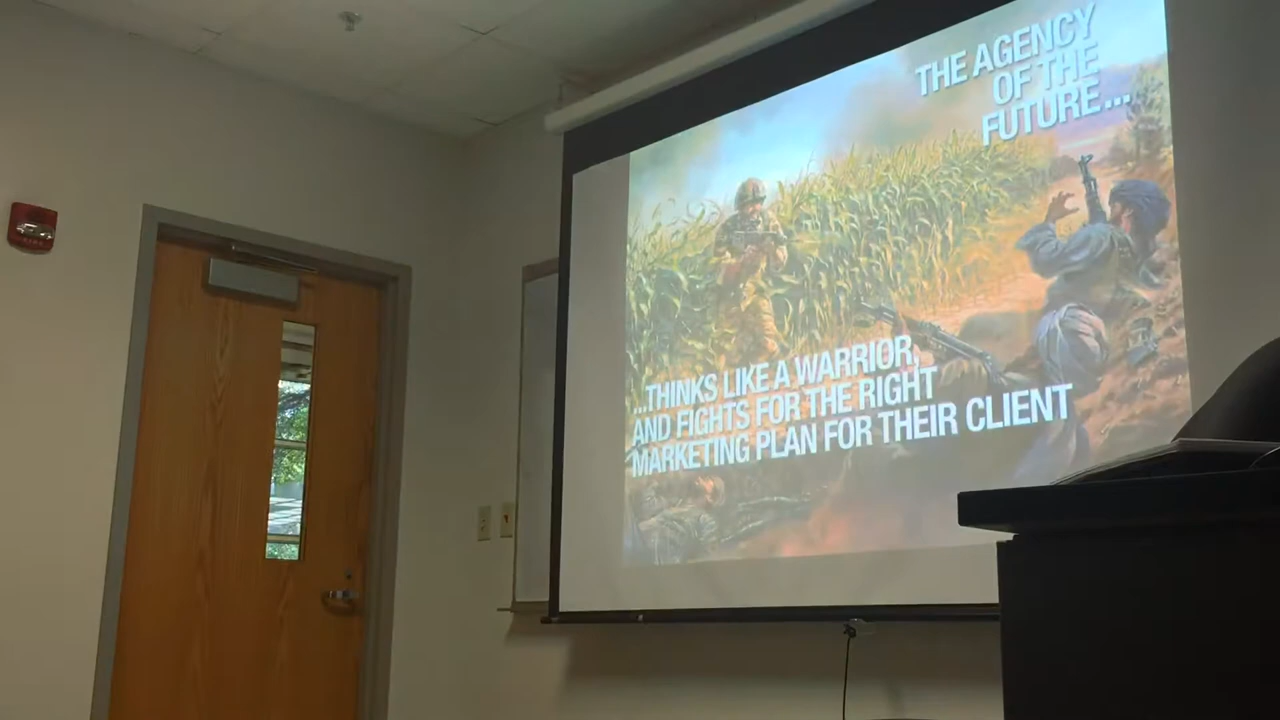 THE AGENCY
OF THE
FUTURE...
...THINKS LIKE A WARRIOR,
AND FIGHTS FOR THE RIGHT
MARKETING PLAN FOR THEIR CLIENT